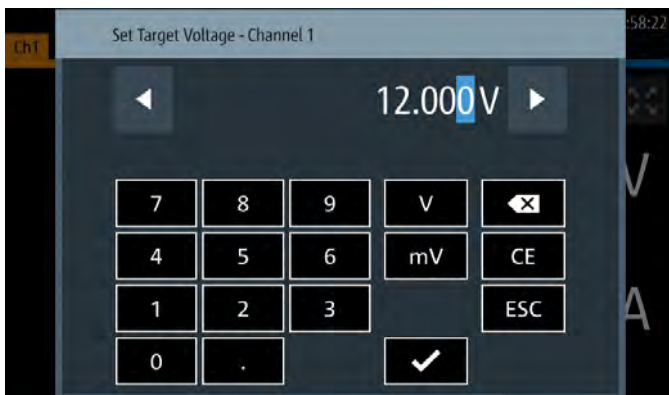 Set Target Voltage - Channel 1
:58:22
Ch1
12.000 V
V
7 8 9 V
4 5 6 mV CE
1 2 3 ESC
A
0 .